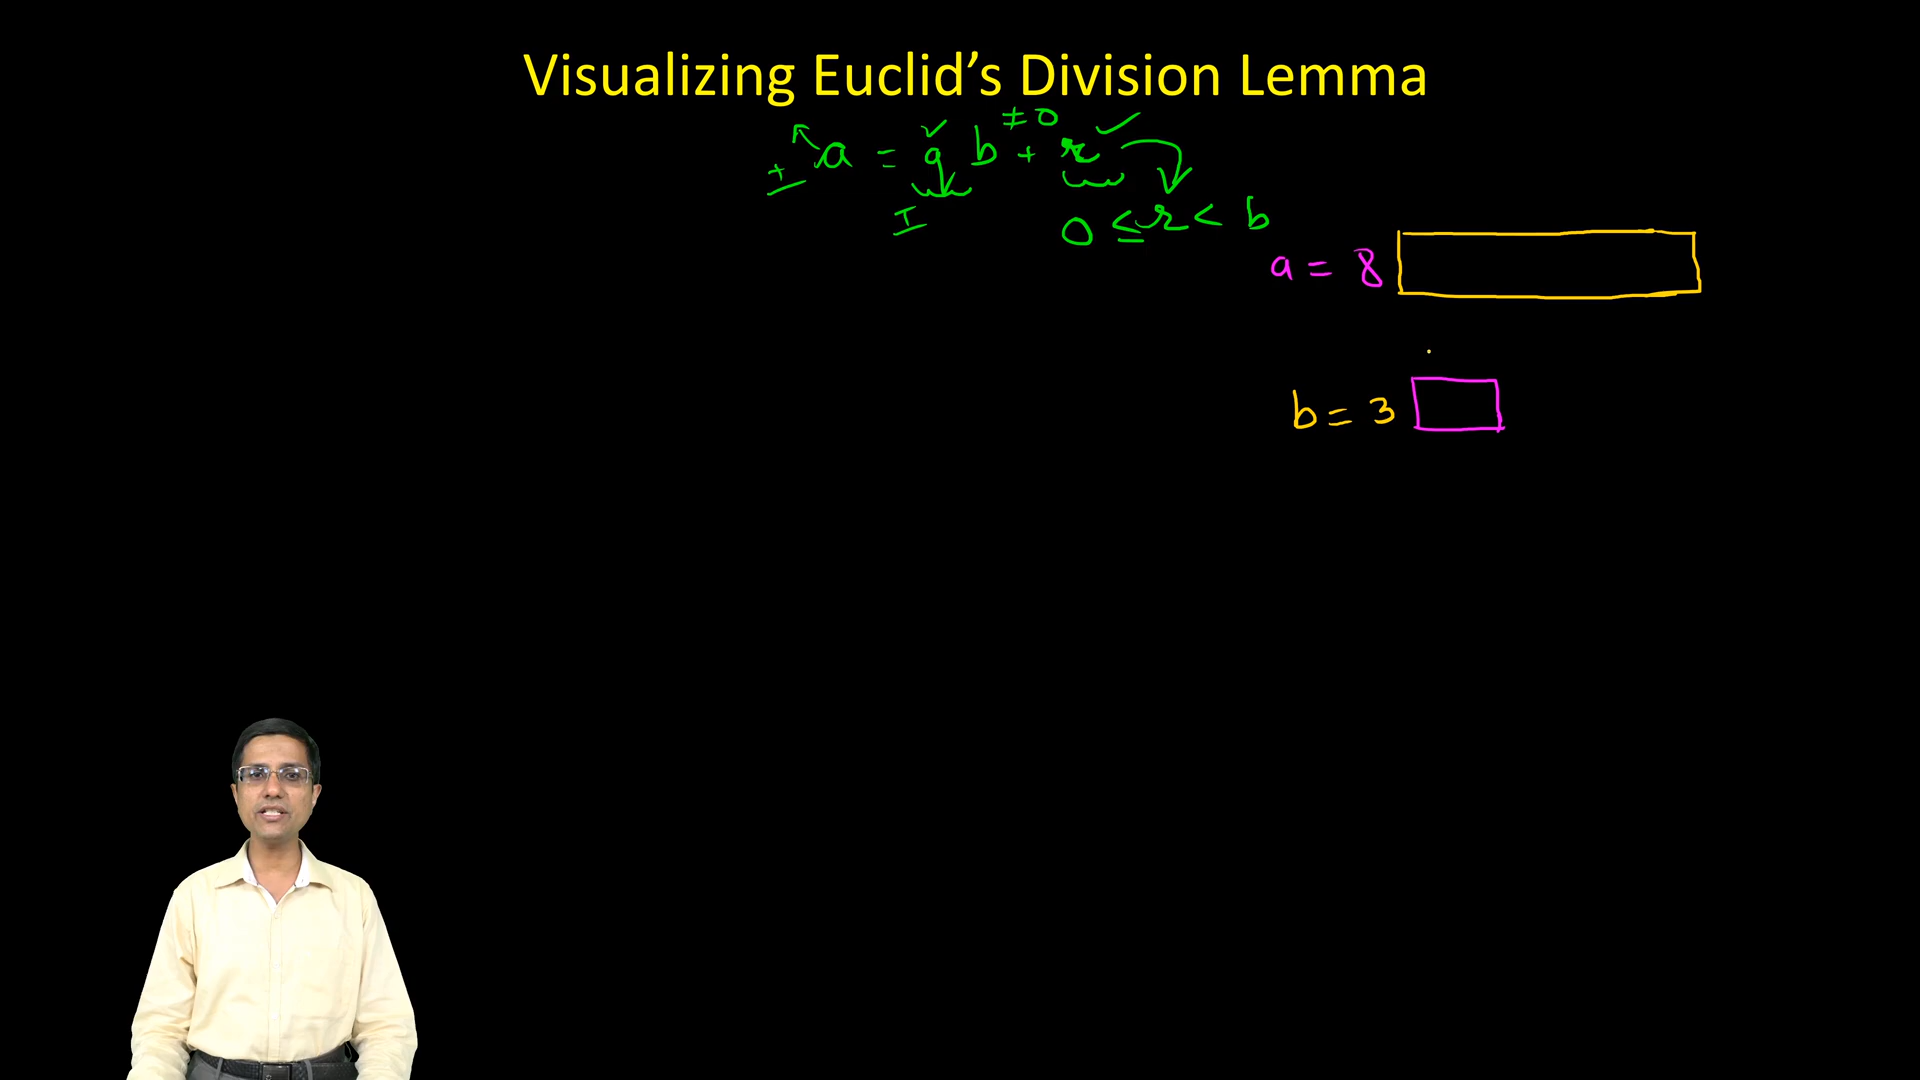 Visualizing Euclid's Division Lemma
≠ 0
a = q b + r
±
I
0 ≤ r < b
a = 8
b = 3